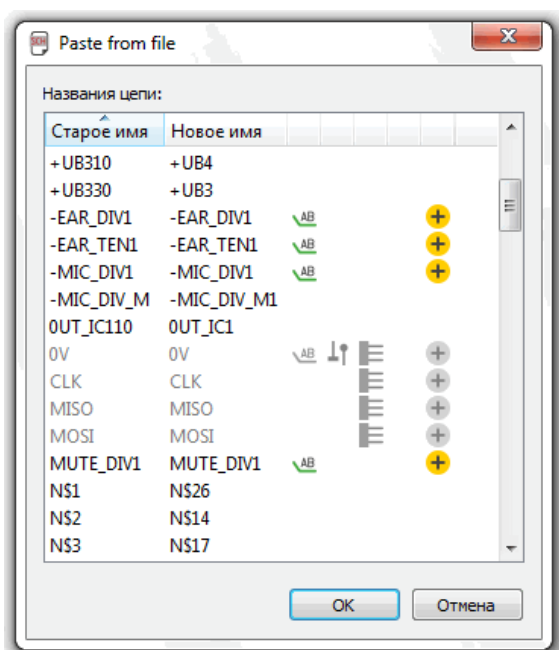 SCH Paste from file
Названия цепи:
Старое имя Новое имя
+UB310 +UB4
+UB330 +UB3
-EAR_DIV1 -EAR_DIV1 AB
-EAR_TEN1 -EAR_TEN1 AB
-MIC_DIV1 -MIC_DIV1 AB
-MIC_DIV_M -MIC_DIV_M1
0UT_IC110 0UT_IC1
0V 0V AB
CLK CLK
MISO MISO
MOSI MOSI
MUTE_DIV1 MUTE_DIV1 AB
N$1 N$26
N$2 N$14
N$3 N$17
OK Отмена